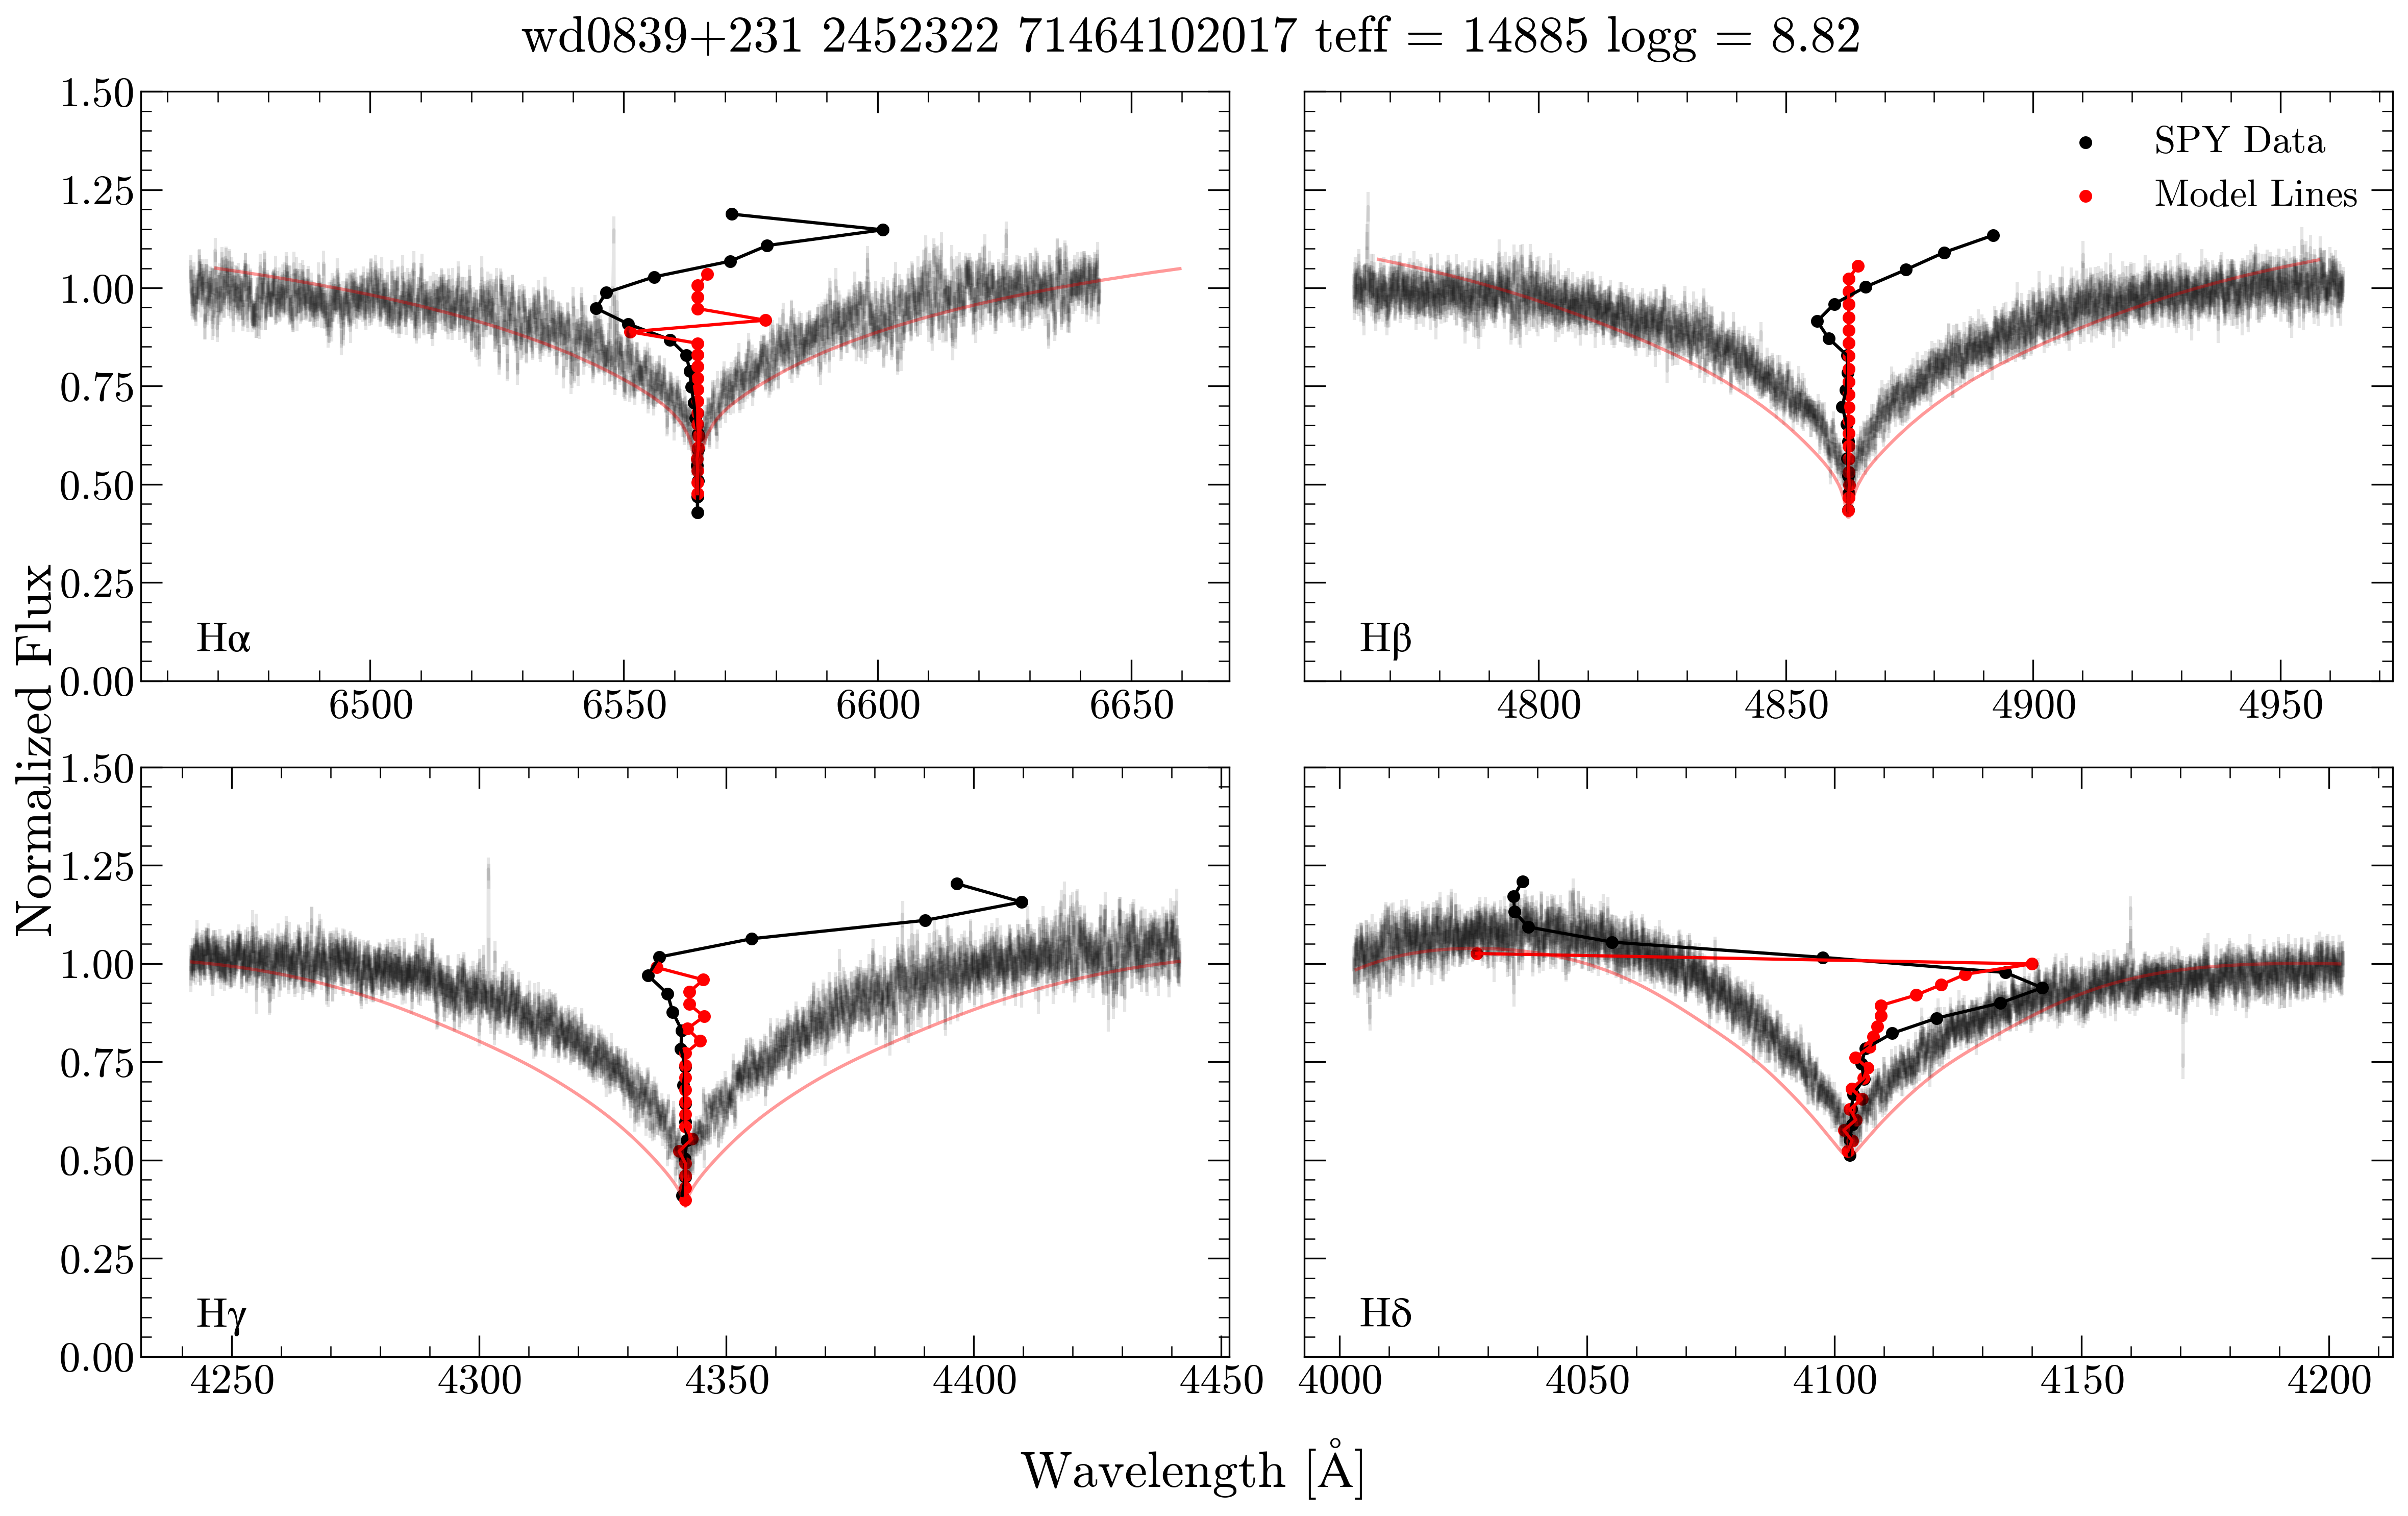 wd0839+231 2452322 71464102017 teff = 14885 logg = 8.82
Normalized Flux
1.50
1.25
1.00
0.75
0.50
0.25
0.00
Hα
6500 6550 6600 6650
SPY Data
Model Lines
Hβ
4800 4850 4900 4950
1.50
1.25
1.00
0.75
0.50
0.25
0.00
Hγ
4250 4300 4350 4400 4450
Hδ
4000 4050 4100 4150 4200
Wavelength [Å]